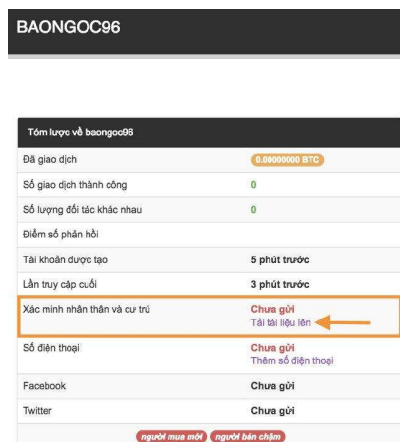 BAONGOC96
Tóm lược về baongoc96
Đã giao dịch 0.00000000 BTC
Số giao dịch thành công 0
Số lượng đối tác khác nhau 0
Điểm số phản hồi
Tài khoản được tạo 5 phút trước
Lần truy cập cuối 3 phút trước
Xác minh nhân thân và cư trú Chưa gửi
Tải tài liệu lên
Số điện thoại Chưa gửi
Thêm số điện thoại
Facebook Chưa gửi
Twitter Chưa gửi
người mua mới người bán chậm